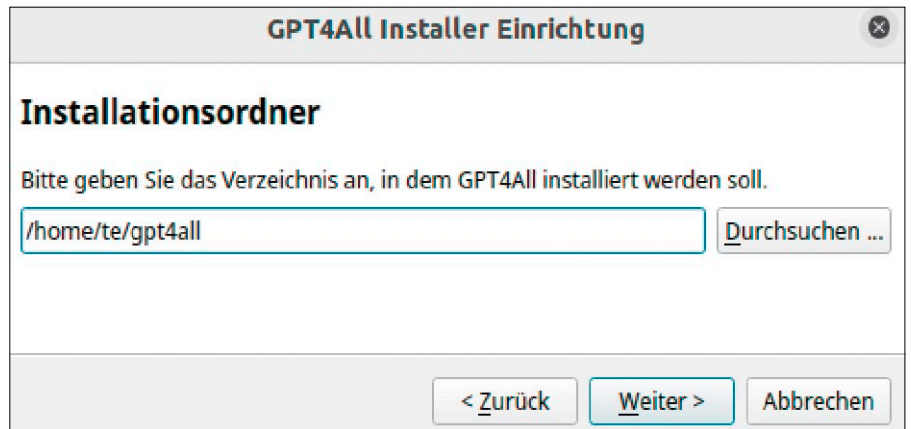 GPT4All Installer Einrichtung
Installationsordner
Bitte geben Sie das Verzeichnis an, in dem GPT4All installiert werden soll.
/home/te/gpt4all
Durchsuchen ...
< Zurück
Weiter >
Abbrechen